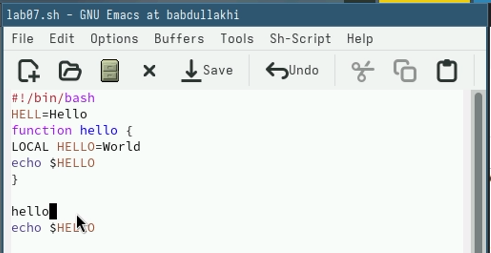 lab07.sh - GNU Emacs at babdullakhi
File Edit Options Buffers Tools Sh-Script Help
Save Undo
#!/bin/bash
HELL=Hello
function hello {
LOCAL HELLO=World
echo $HELLO
}
hello
echo $HELLO